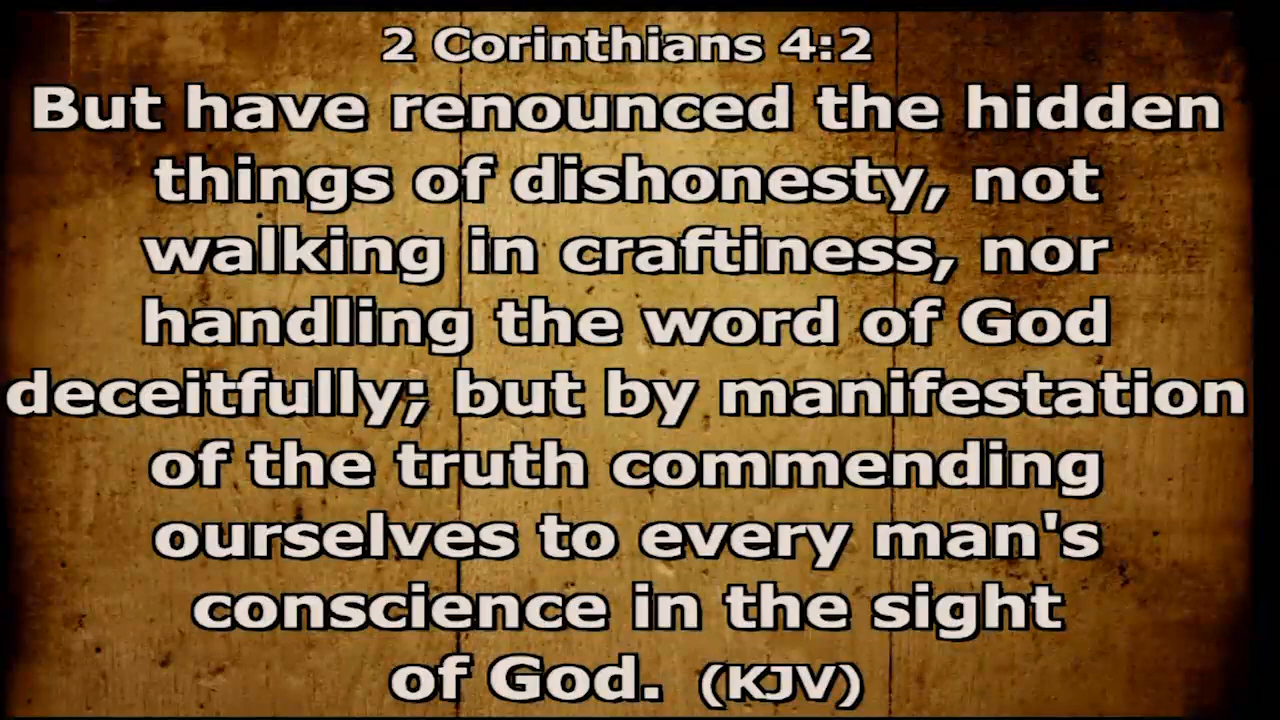 2 Corinthians 4:2
But have renounced the hidden
things of dishonesty, not
walking in craftiness, nor
handling the word of God
deceitfully; but by manifestation
of the truth commending
ourselves to every man's
conscience in the sight
of God. (KJV)